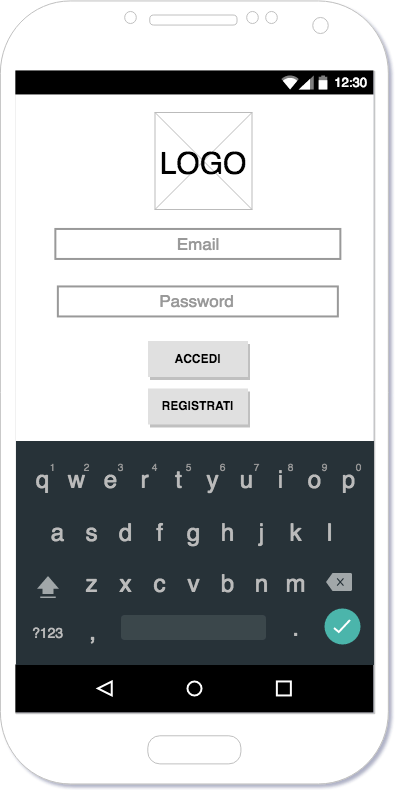 12:30
LOGO
Email
Password
ACCEDI
REGISTRATI
1 2 3 4 5 6 7 8 9 0
q w e r t y u i o p
a s d f g h j k l
z x c v b n m
?123 , .